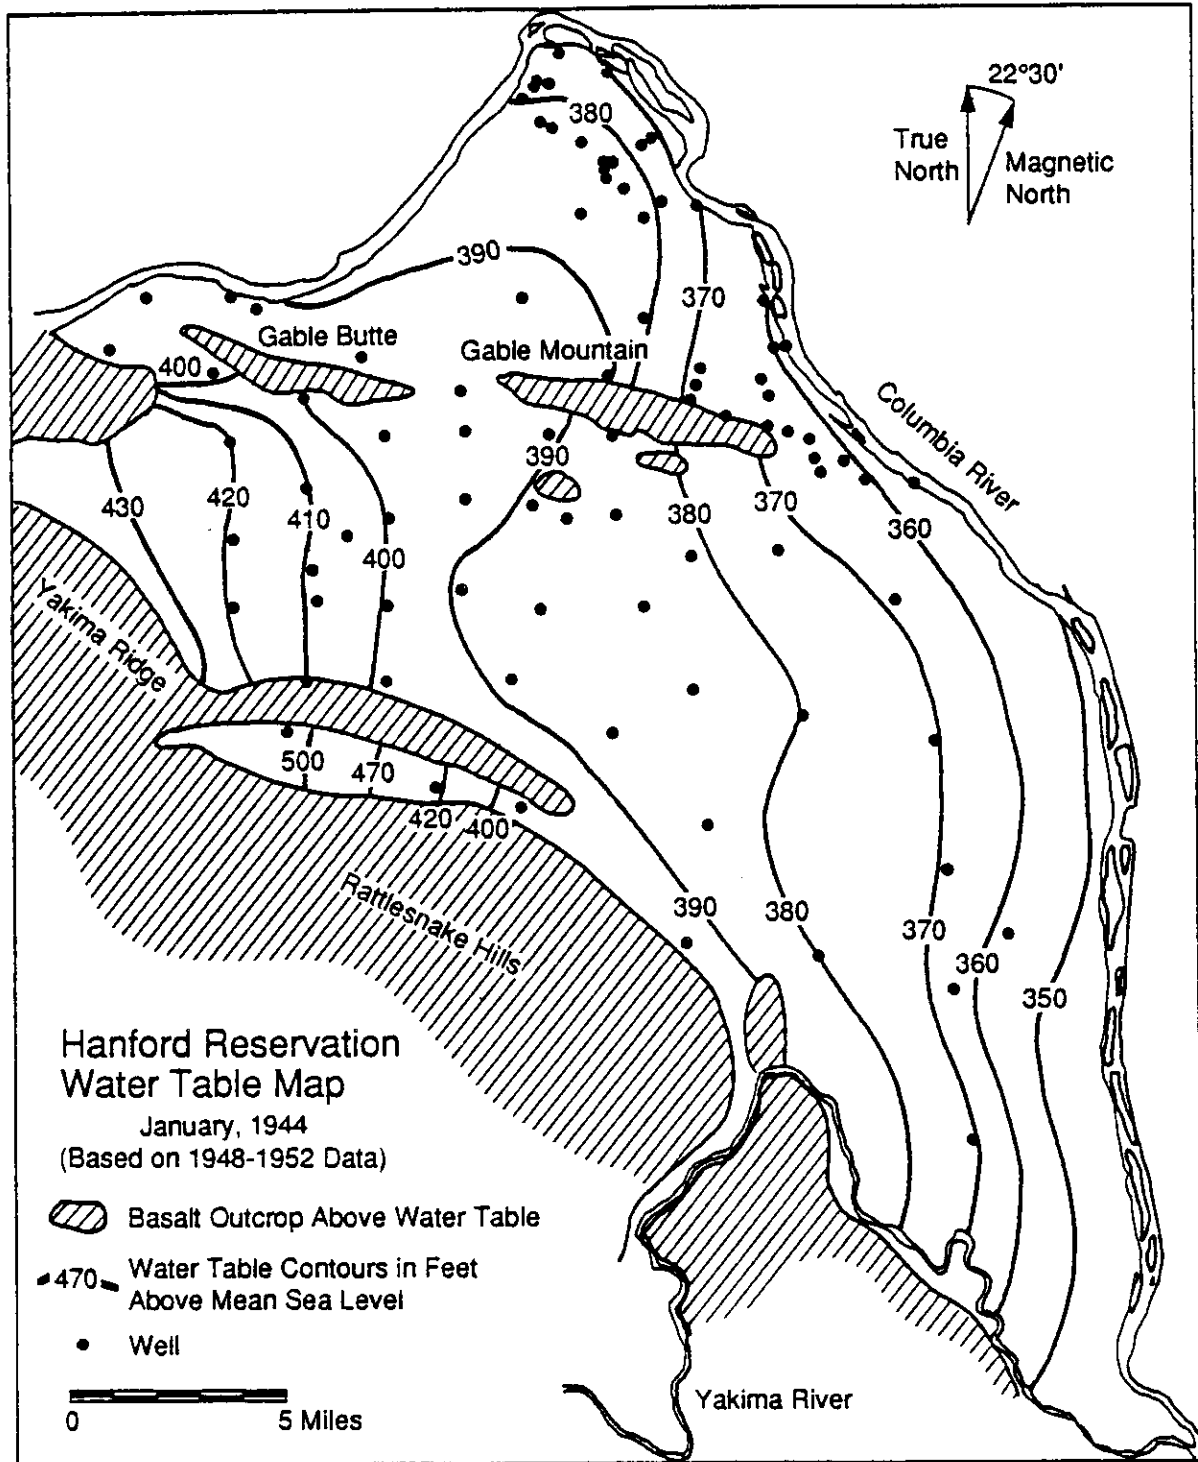 22°30'
True
North
Magnetic
North
380
390
370
Gable Butte
Gable Mountain
400
Columbia River
390
430
420
410
400
380
370
360
Yakima Ridge
500
470
420
400
Rattlesnake Hills
390
380
370
360
350
Hanford Reservation
Water Table Map
January, 1944
(Based on 1948-1952 Data)
Basalt Outcrop Above Water Table
470
Water Table Contours in Feet
Above Mean Sea Level
Well
0
5 Miles
Yakima River